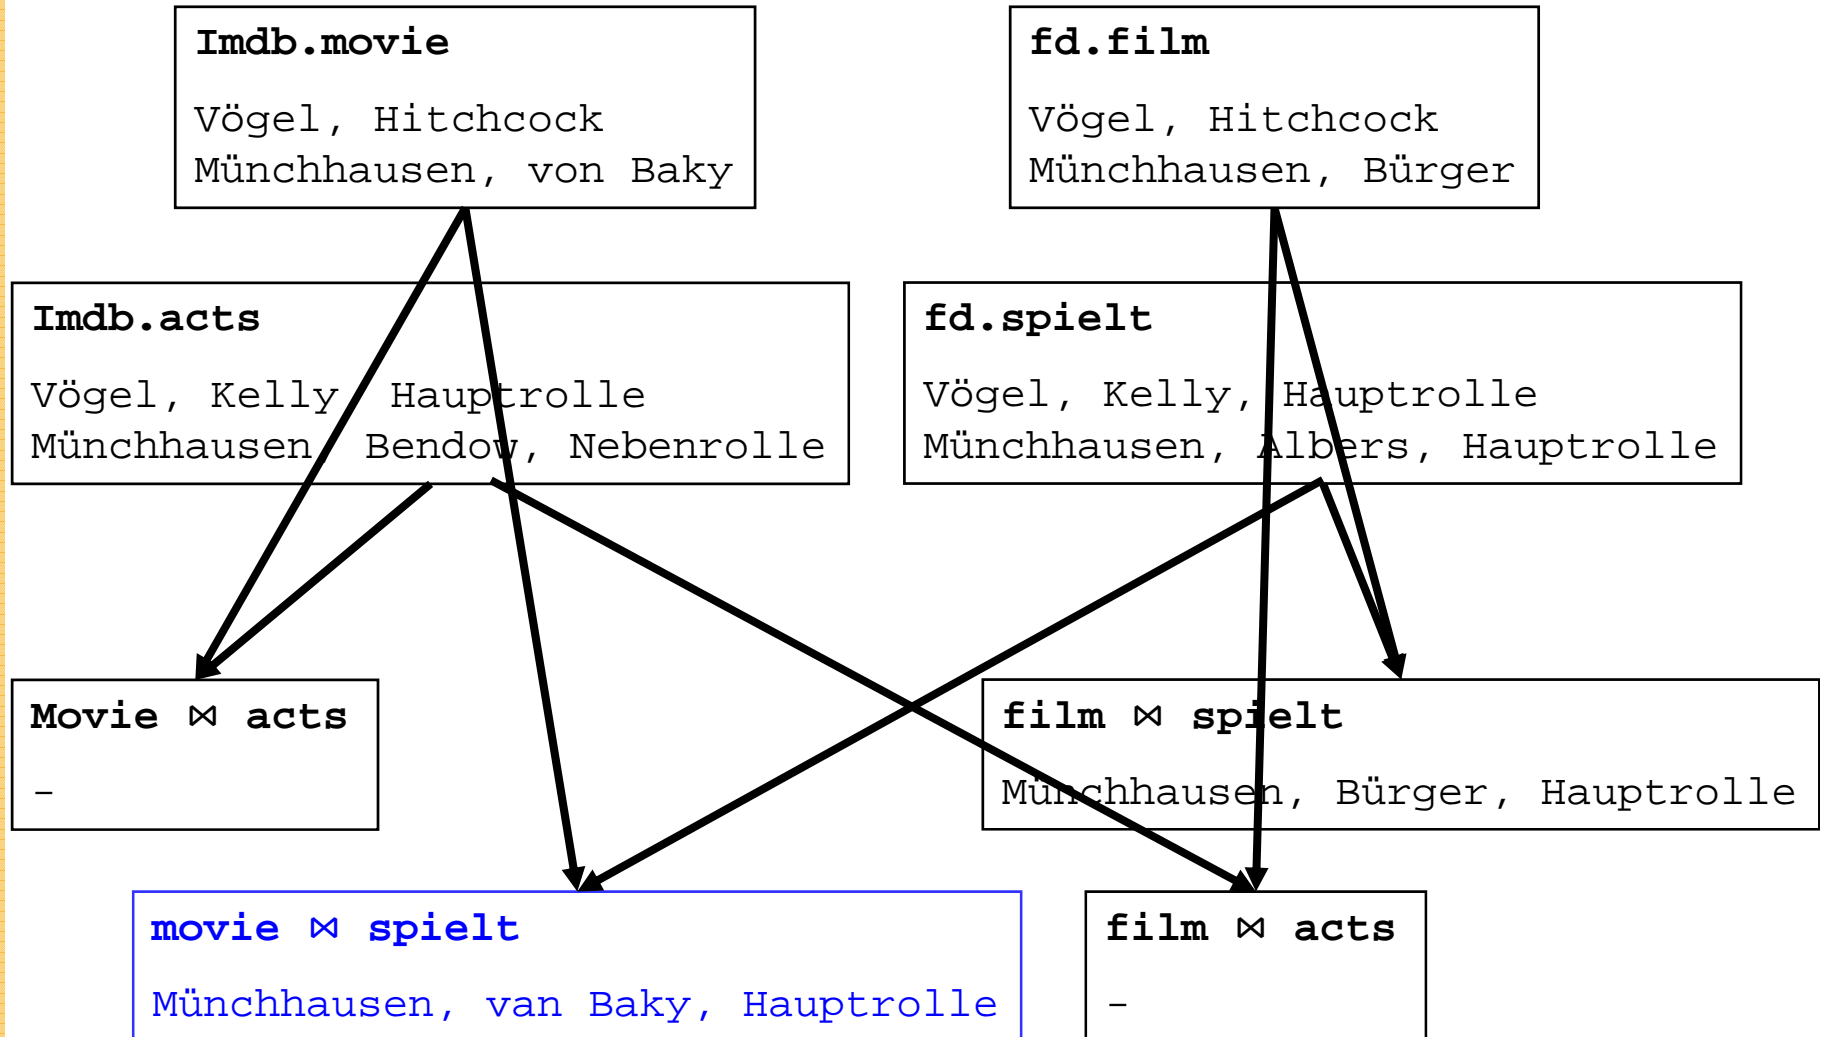 Imdb.movie
Vögel, Hitchcock
Münchhausen, von Baky
fd.film
Vögel, Hitchcock
Münchhausen, Bürger
Imdb.acts
Vögel, Kelly, Hauptrolle
Münchhausen, Bendow, Nebenrolle
fd.spielt
Vögel, Kelly, Hauptrolle
Münchhausen, Albers, Hauptrolle
Movie ⋈ acts
-
film ⋈ spielt
Münchhausen, Bürger, Hauptrolle
movie ⋈ spielt
Münchhausen, van Baky, Hauptrolle
film ⋈ acts
-